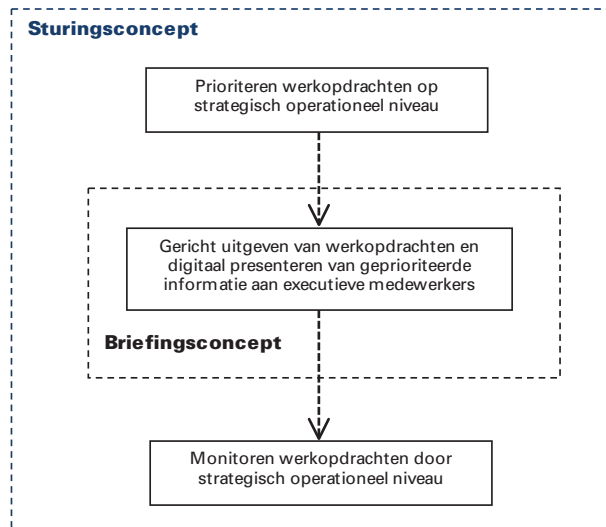 Sturingsconcept
Prioriteren werkopdrachten op
strategisch operationeel niveau
Gericht uitgeven van werkopdrachten en
digitaal presenteren van geprioriteerde
informatie aan executieve medewerkers
Briefingsconcept
Monitoren werkopdrachten door
strategisch operationeel niveau